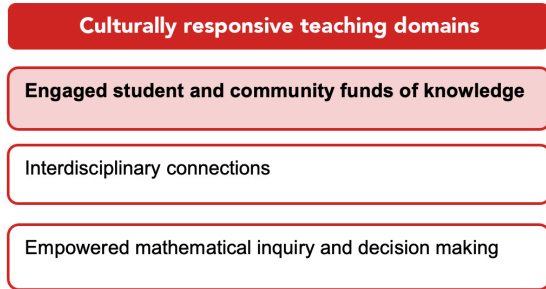 Culturally responsive teaching domains
Engaged student and community funds of knowledge
Interdisciplinary connections
Empowered mathematical inquiry and decision making